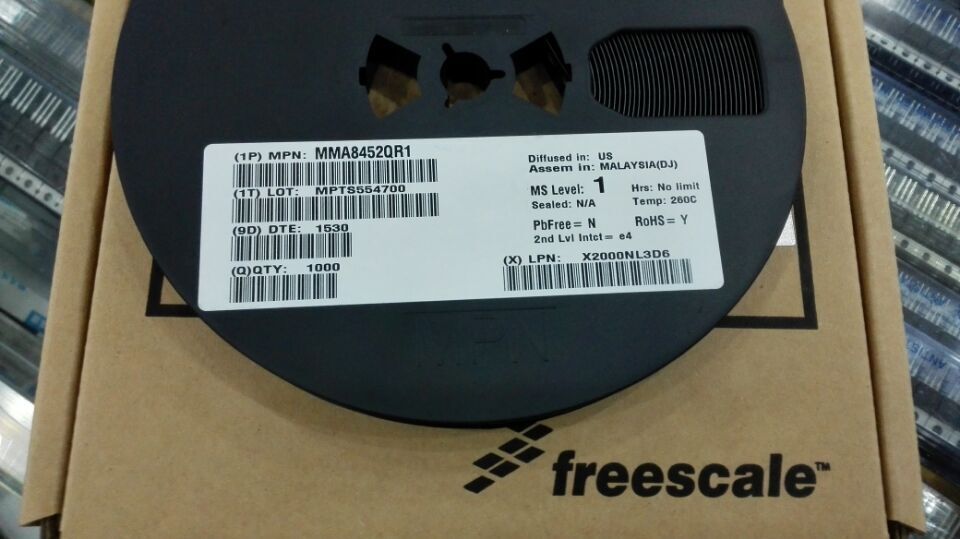 (1P) MPN: MMA8452QR1
(1T) LOT: MPTS554700
(9D) DTE: 1530
(Q)QTY: 1000
Diffused in: US
Assem in: MALAYSIA(DJ)
MS Level: 1 Hrs: No limit
Sealed: N/A Temp: 260C
PbFree= N RoHS= Y
2nd Lvl Intct= e4
(X) LPN: X2000NL3D6
MPN
freescale™